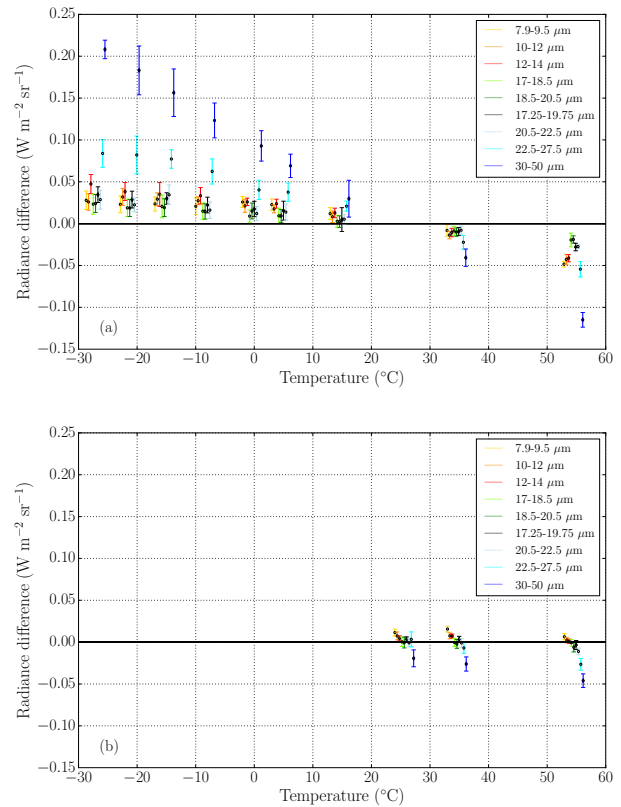 0.25
0.20
0.15
0.10
0.05
0.00
−0.05
−0.10
−0.15
Radiance difference (W m⁻² sr⁻¹)
7.9-9.5 μm
10-12 μm
12-14 μm
17-18.5 μm
18.5-20.5 μm
17.25-19.75 μm
20.5-22.5 μm
22.5-27.5 μm
30-50 μm
(a)
−30 −20 −10 0 10 20 30 40 50 60
Temperature (°C)
0.25
0.20
0.15
0.10
0.05
0.00
−0.05
−0.10
−0.15
Radiance difference (W m⁻² sr⁻¹)
7.9-9.5 μm
10-12 μm
12-14 μm
17-18.5 μm
18.5-20.5 μm
17.25-19.75 μm
20.5-22.5 μm
22.5-27.5 μm
30-50 μm
(b)
−30 −20 −10 0 10 20 30 40 50 60
Temperature (°C)